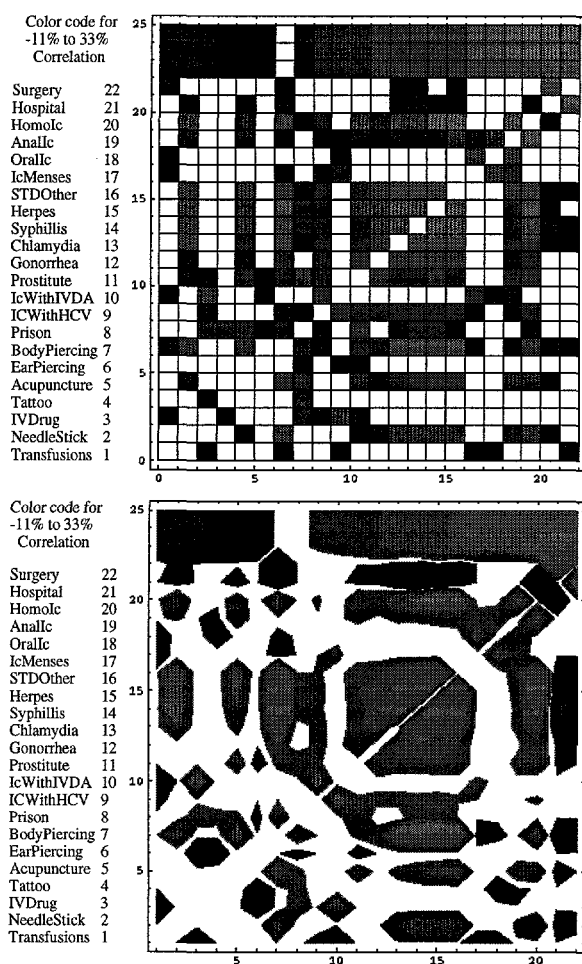 Color code for
-11% to 33%
Correlation
Surgery 22
Hospital 21
HomoIc 20
AnalIc 19
OralIc 18
IcMenses 17
STDOther 16
Herpes 15
Syphillis 14
Chlamydia 13
Gonorrhea 12
Prostitute 11
IcWithIVDA 10
ICWithHCV 9
Prison 8
BodyPiercing 7
EarPiercing 6
Acupuncture 5
Tattoo 4
IVDrug 3
NeedleStick 2
Transfusions 1
25
20
15
10
5
0
0 5 10 15 20
Color code for
-11% to 33%
Correlation
Surgery 22
Hospital 21
HomoIc 20
AnalIc 19
OralIc 18
IcMenses 17
STDOther 16
Herpes 15
Syphillis 14
Chlamydia 13
Gonorrhea 12
Prostitute 11
IcWithIVDA 10
ICWithHCV 9
Prison 8
BodyPiercing 7
EarPiercing 6
Acupuncture 5
Tattoo 4
IVDrug 3
NeedleStick 2
Transfusions 1
25
20
15
10
5
5 10 15 20